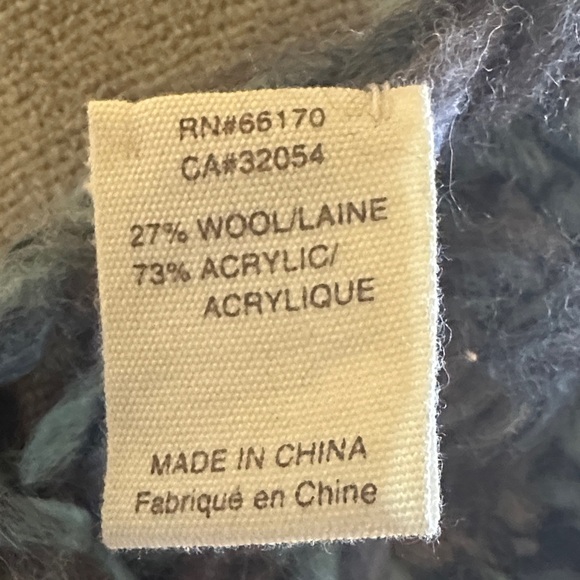 RN#66170
CA#32054
27% WOOL/LAINE
73% ACRYLIC/
ACRYLIQUE
MADE IN CHINA
Fabriqué en Chine